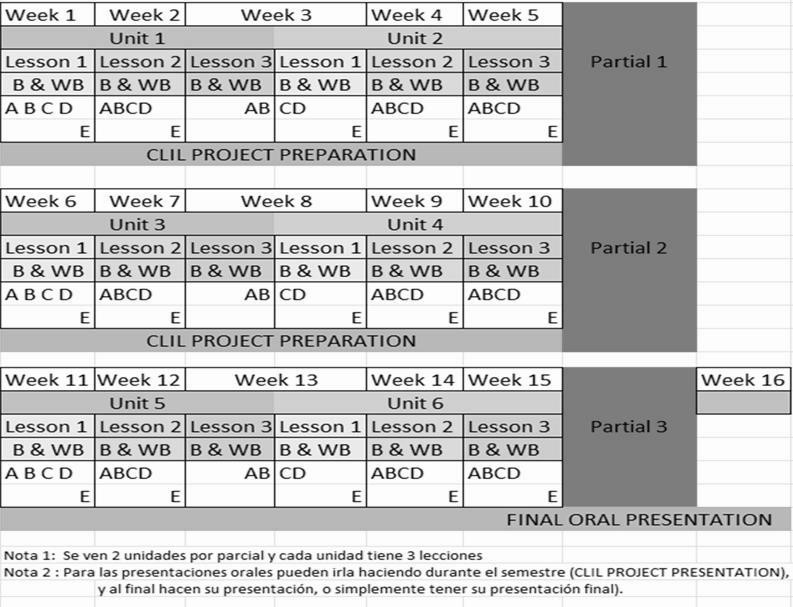 Week 1 Week 2 Week 3 Week 4 Week 5
Unit 1 Unit 2
Lesson 1 Lesson 2 Lesson 3 Lesson 1 Lesson 2 Lesson 3 Partial 1
B & WB B & WB B & WB B & WB B & WB B & WB
A B C D ABCD AB CD ABCD ABCD
E E E E E
CLIL PROJECT PREPARATION
Week 6 Week 7 Week 8 Week 9 Week 10
Unit 3 Unit 4
Lesson 1 Lesson 2 Lesson 3 Lesson 1 Lesson 2 Lesson 3 Partial 2
B & WB B & WB B & WB B & WB B & WB B & WB
A B C D ABCD AB CD ABCD ABCD
E E E E E
CLIL PROJECT PREPARATION
Week 11 Week 12 Week 13 Week 14 Week 15 Week 16
Unit 5 Unit 6
Lesson 1 Lesson 2 Lesson 3 Lesson 1 Lesson 2 Lesson 3 Partial 3
B & WB B & WB B & WB B & WB B & WB B & WB
A B C D ABCD AB CD ABCD ABCD
E E E E E
FINAL ORAL PRESENTATION
Nota 1: Se ven 2 unidades por parcial y cada unidad tiene 3 lecciones
Nota 2 : Para las presentaciones orales pueden irla haciendo durante el semestre (CLIL PROJECT PRESENTATION),
y al final hacen su presentación, o simplemente tener su presentación final).